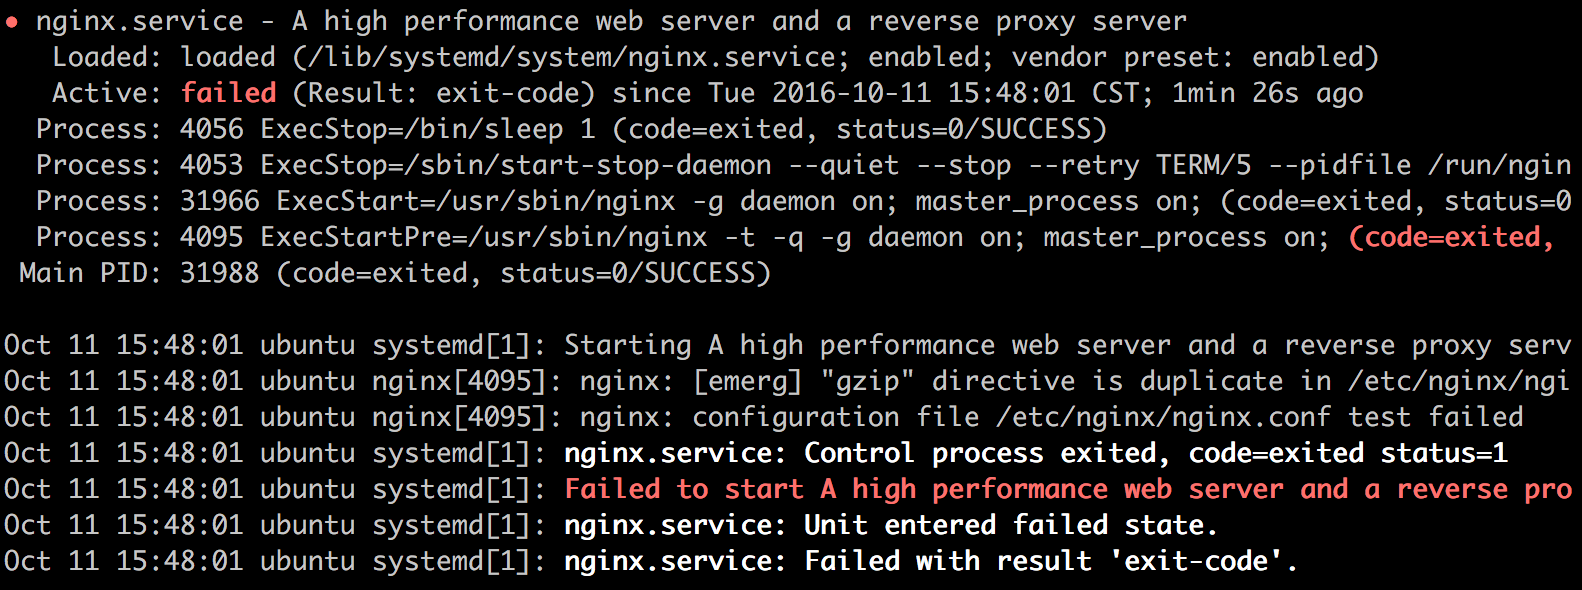 ● nginx.service - A high performance web server and a reverse proxy server
Loaded: loaded (/lib/systemd/system/nginx.service; enabled; vendor preset: enabled)
Active: failed (Result: exit-code) since Tue 2016-10-11 15:48:01 CST; 1min 26s ago
Process: 4056 ExecStop=/bin/sleep 1 (code=exited, status=0/SUCCESS)
Process: 4053 ExecStop=/sbin/start-stop-daemon --quiet --stop --retry TERM/5 --pidfile /run/ngin
Process: 31966 ExecStart=/usr/sbin/nginx -g daemon on; master_process on; (code=exited, status=0
Process: 4095 ExecStartPre=/usr/sbin/nginx -t -q -g daemon on; master_process on; (code=exited,
Main PID: 31988 (code=exited, status=0/SUCCESS)
Oct 11 15:48:01 ubuntu systemd[1]: Starting A high performance web server and a reverse proxy serv
Oct 11 15:48:01 ubuntu nginx[4095]: nginx: [emerg] "gzip" directive is duplicate in /etc/nginx/ngi
Oct 11 15:48:01 ubuntu nginx[4095]: nginx: configuration file /etc/nginx/nginx.conf test failed
Oct 11 15:48:01 ubuntu systemd[1]: nginx.service: Control process exited, code=exited status=1
Oct 11 15:48:01 ubuntu systemd[1]: Failed to start A high performance web server and a reverse pro
Oct 11 15:48:01 ubuntu systemd[1]: nginx.service: Unit entered failed state.
Oct 11 15:48:01 ubuntu systemd[1]: nginx.service: Failed with result 'exit-code'.